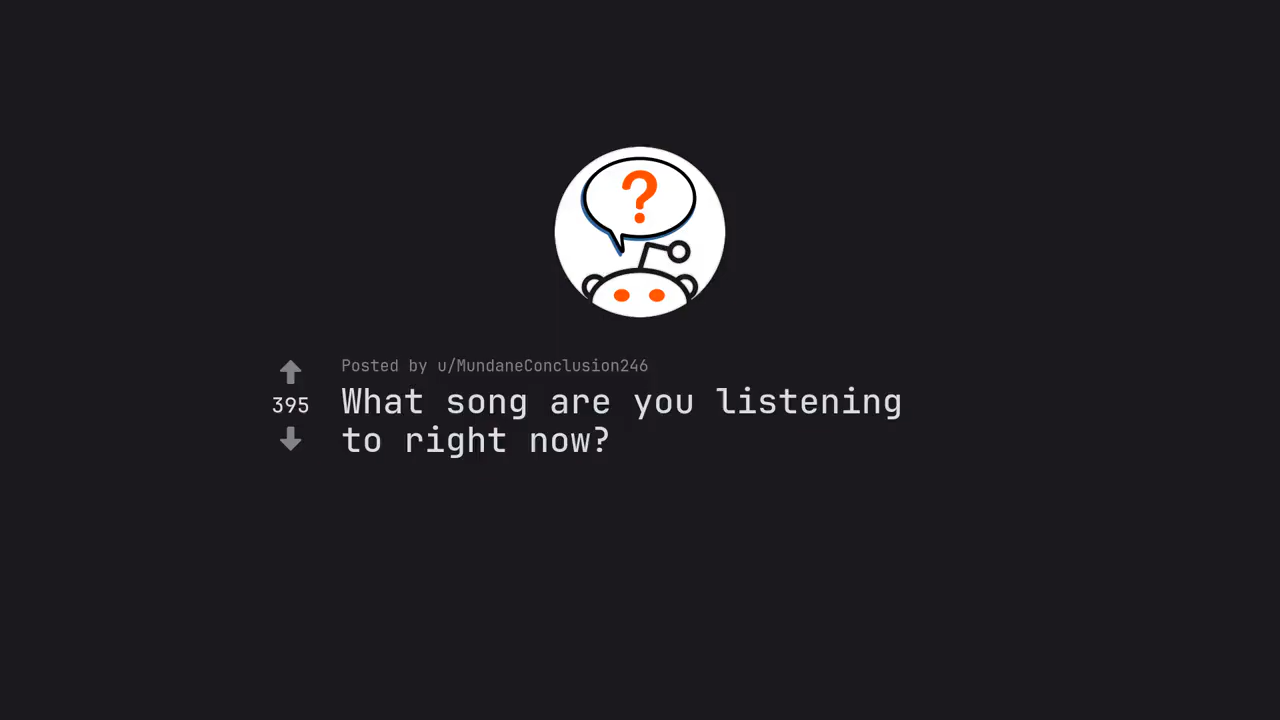 ?
Posted by u/MundaneConclusion246
395
What song are you listening
to right now?